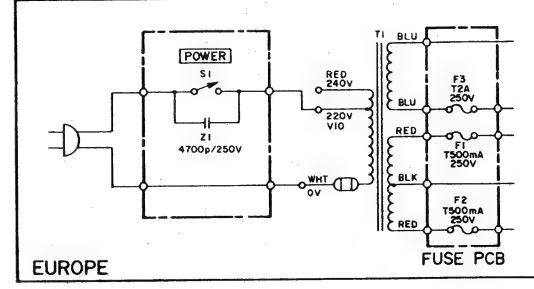 POWER
S1
Z1
4700p/250V
RED
240V
220V
VIO
WHT
0V
T1
BLU
BLU
RED
BLK
RED
F3
T2A
250V
F1
T500mA
250V
F2
T500mA
250V
EUROPE
FUSE PCB